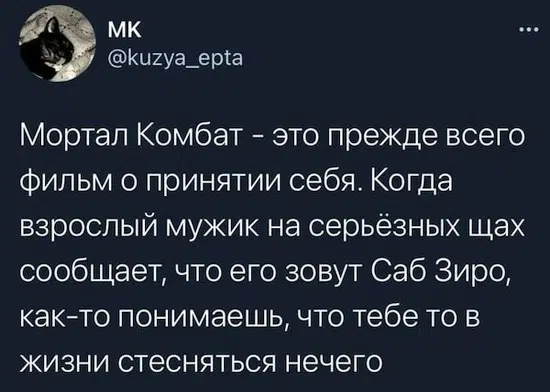 МК
@kuzya_epta
Мортал Комбат - это прежде всего
фильм о принятии себя. Когда
взрослый мужик на серьёзных щах
сообщает, что его зовут Саб Зиро,
как-то понимаешь, что тебе то в
жизни стесняться нечего